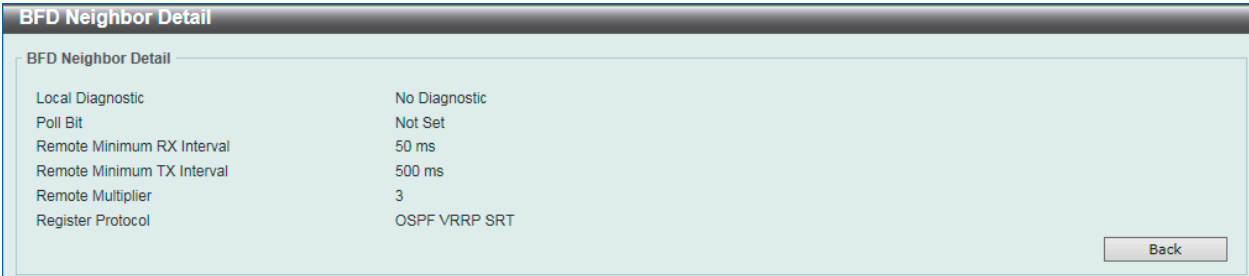 BFD Neighbor Detail
BFD Neighbor Detail
Local Diagnostic No Diagnostic
Poll Bit Not Set
Remote Minimum RX Interval 50 ms
Remote Minimum TX Interval 500 ms
Remote Multiplier 3
Register Protocol OSPF VRRP SRT
Back